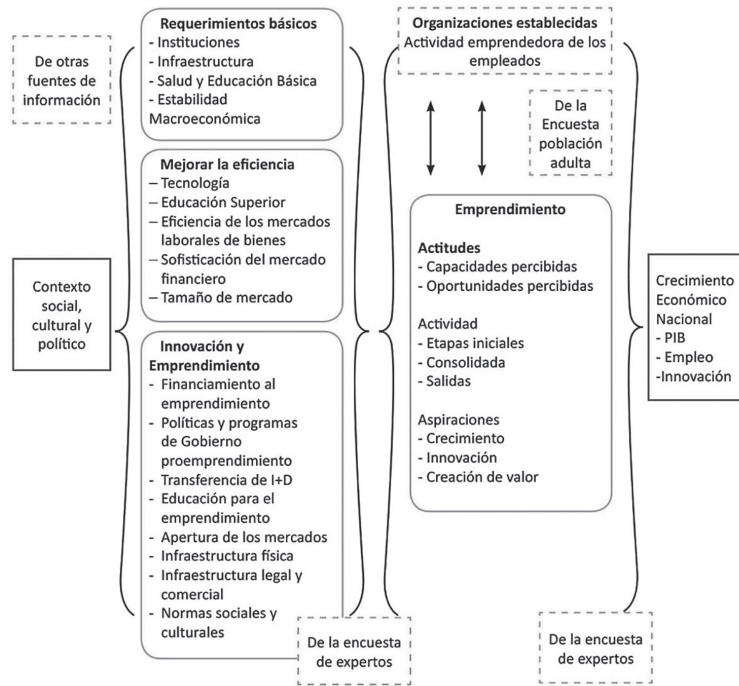 De otras
fuentes de
información
Contexto
social,
cultural y
político
Requerimientos básicos
- Instituciones
- Infraestructura
- Salud y Educación Básica
- Estabilidad
Macroeconómica
Mejorar la eficiencia
– Tecnología
– Educación Superior
– Eficiencia de los mercados
laborales de bienes
– Sofisticación del mercado
financiero
– Tamaño de mercado
Innovación y
Emprendimiento
- Financiamiento al
emprendimiento
- Políticas y programas
de Gobierno
proemprendimiento
- Transferencia de I+D
- Educación para el
emprendimiento
- Apertura de los mercados
- Infraestructura física
- Infraestructura legal y
comercial
- Normas sociales y
culturales
De la encuesta
de expertos
Organizaciones establecidas
Actividad emprendedora de los
empleados
De la
Encuesta
población
adulta
Emprendimiento
Actitudes
- Capacidades percibidas
- Oportunidades percibidas
Actividad
- Etapas iniciales
- Consolidada
- Salidas
Aspiraciones
- Crecimiento
- Innovación
- Creación de valor
Crecimiento
Económico
Nacional
- PIB
- Empleo
-Innovación
De la encuesta
de expertos